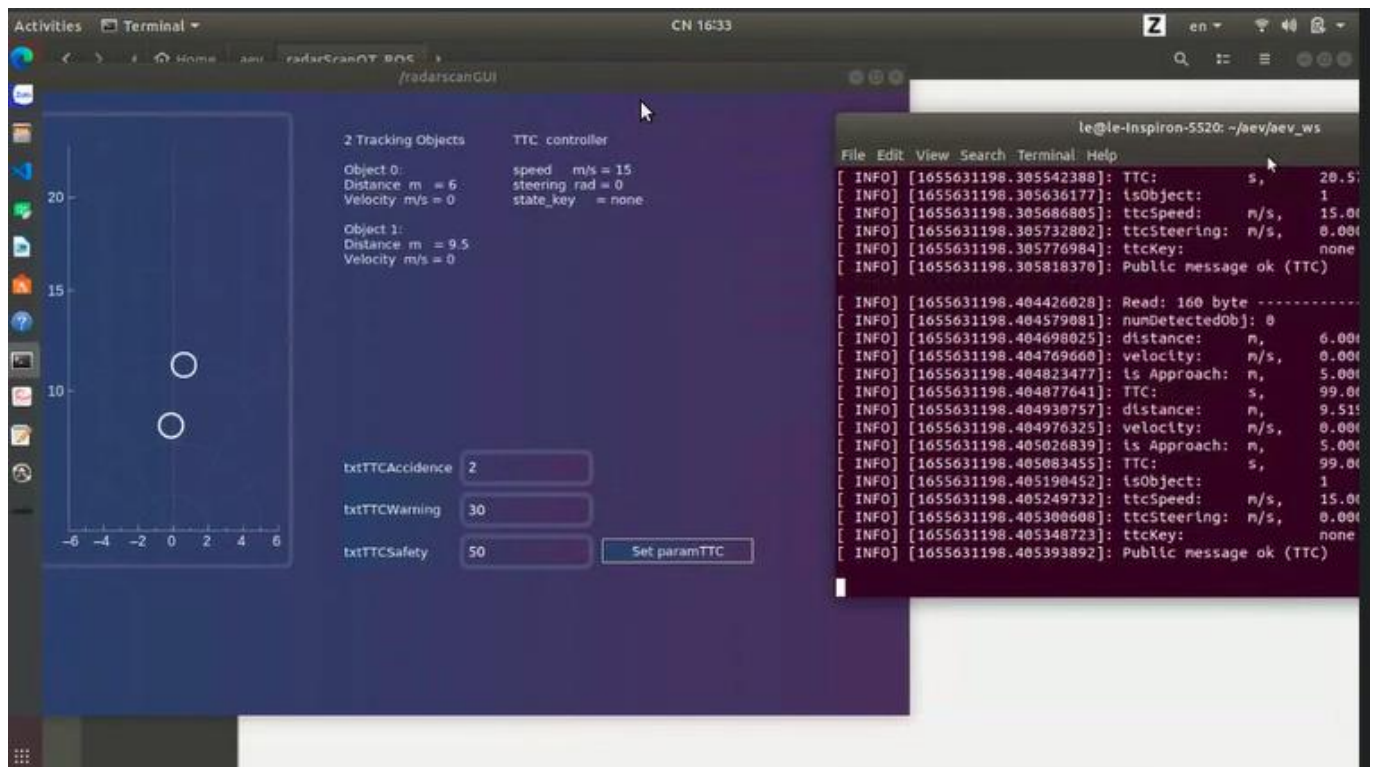 Activities Terminal CN 16:33 Z en
Home aev radarScanQT_ROS
/radarscanGUI
2 Tracking Objects TTC controller
Object 0: speed m/s = 15
Distance m = 6 steering rad = 0
Velocity m/s = 0 state_key = none
Object 1:
Distance m = 9.5
Velocity m/s = 0
20
15
10
-6 -4 -2 0 2 4 6
txtTTCAccidence 2
txtTTCWarning 30
txtTTCSafety 50 Set paramTTC
le@le-Inspiron-5520: ~/aev/aev_ws
File Edit View Search Terminal Help
[ INFO] [1655631198.305542388]: TTC: s, 20.57
[ INFO] [1655631198.305636177]: isObject: 1
[ INFO] [1655631198.305686805]: ttcSpeed: m/s, 15.00
[ INFO] [1655631198.305732802]: ttcSteering: m/s, 0.000
[ INFO] [1655631198.305776984]: ttcKey: none
[ INFO] [1655631198.305818370]: Public message ok (TTC)
[ INFO] [1655631198.404426028]: Read: 160 byte ------------
[ INFO] [1655631198.404579081]: numDetectedObj: 0
[ INFO] [1655631198.404698025]: distance: m, 6.000
[ INFO] [1655631198.404769660]: velocity: m/s, 0.000
[ INFO] [1655631198.404823477]: is Approach: m, 5.000
[ INFO] [1655631198.404877641]: TTC: s, 99.00
[ INFO] [1655631198.404930757]: distance: m, 9.519
[ INFO] [1655631198.404976325]: velocity: m/s, 0.000
[ INFO] [1655631198.405026839]: is Approach: m, 5.000
[ INFO] [1655631198.405083455]: TTC: s, 99.00
[ INFO] [1655631198.405190452]: isObject: 1
[ INFO] [1655631198.405249732]: ttcSpeed: m/s, 15.00
[ INFO] [1655631198.405300608]: ttcSteering: m/s, 0.000
[ INFO] [1655631198.405348723]: ttcKey: none
[ INFO] [1655631198.405393892]: Public message ok (TTC)